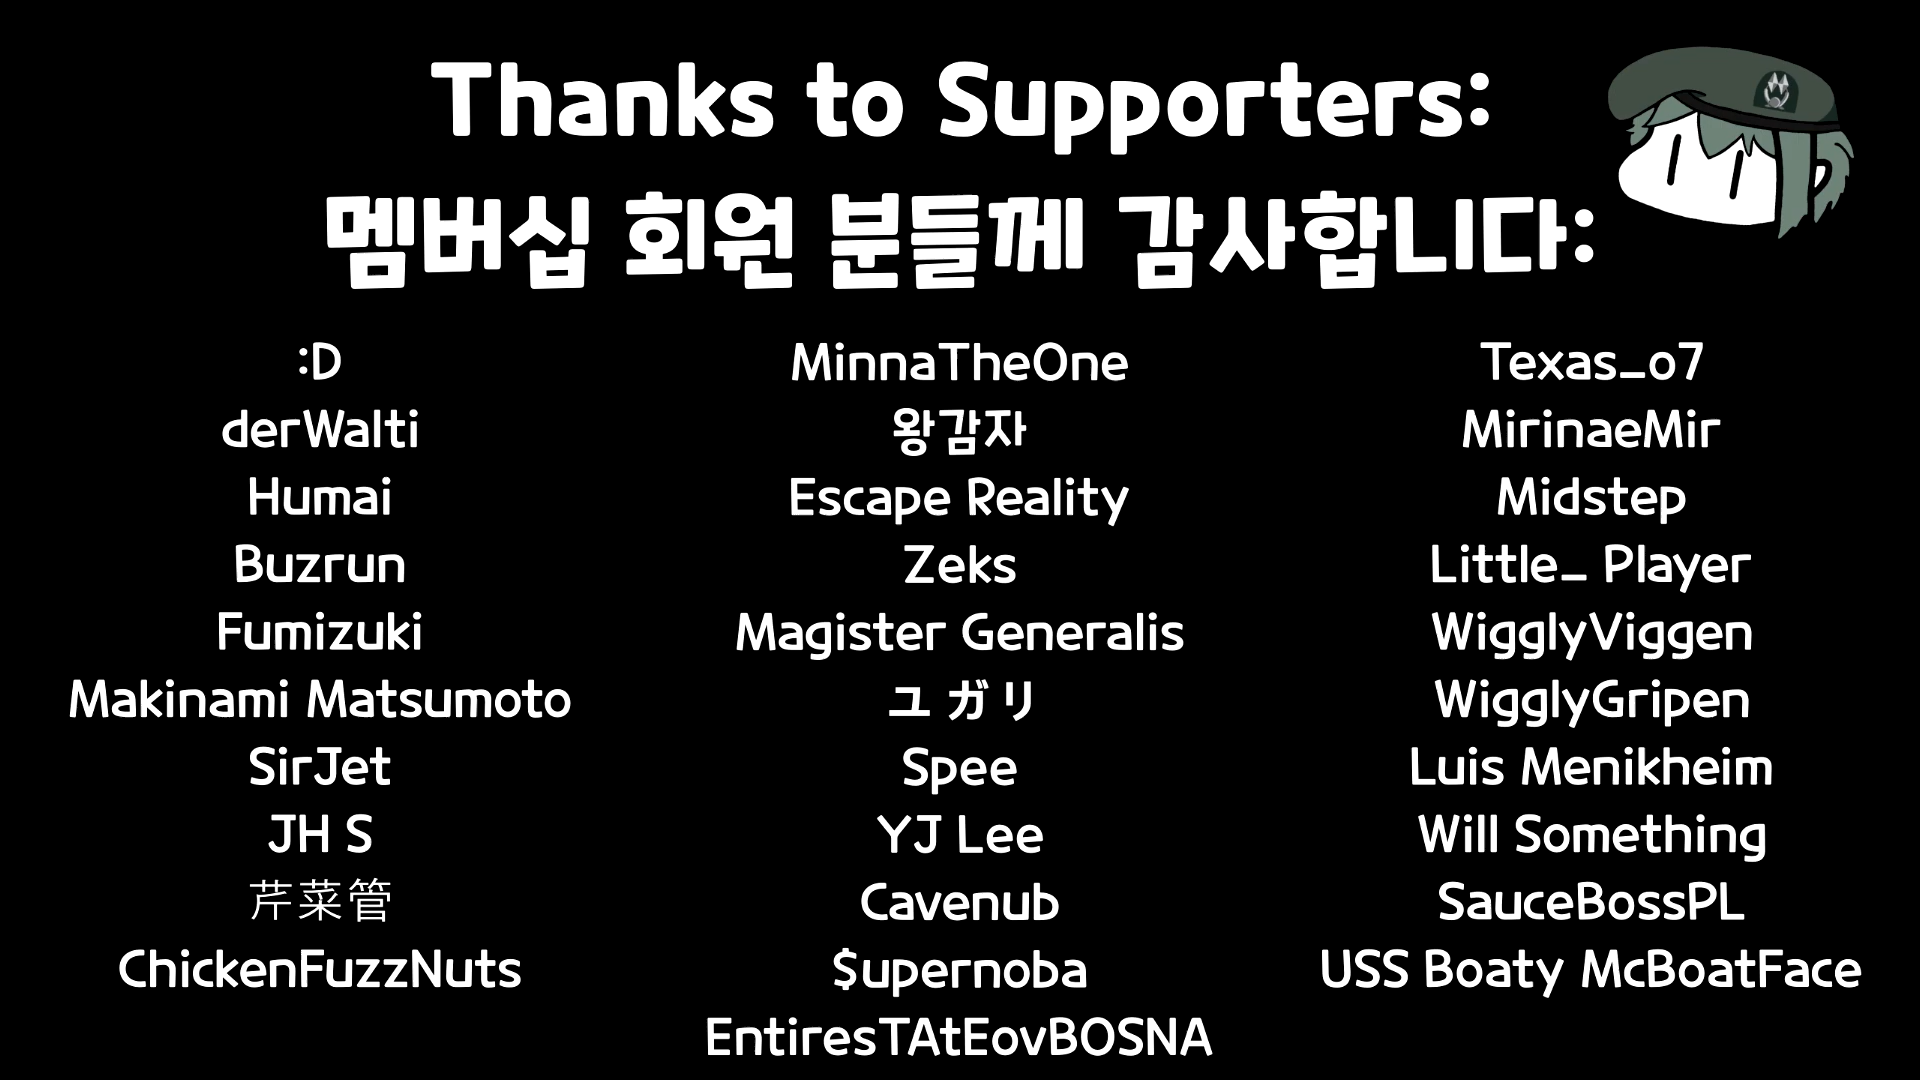 Thanks to Supporters:
멤버십 회원 분들께 감사합니다:
:D
derWalti
Humai
Buzrun
Fumizuki
Makinami Matsumoto
SirJet
JH S
芹菜管
ChickenFuzzNuts
MinnaTheOne
왕감자
Escape Reality
Zeks
Magister Generalis
ユガリ
Spee
YJ Lee
Cavenub
$upernoba
EntiresTAtEovBOSNA
Texas_o7
MirinaeMir
Midstep
Little_ Player
WigglyViggen
WigglyGripen
Luis Menikheim
Will Something
SauceBossPL
USS Boaty McBoatFace